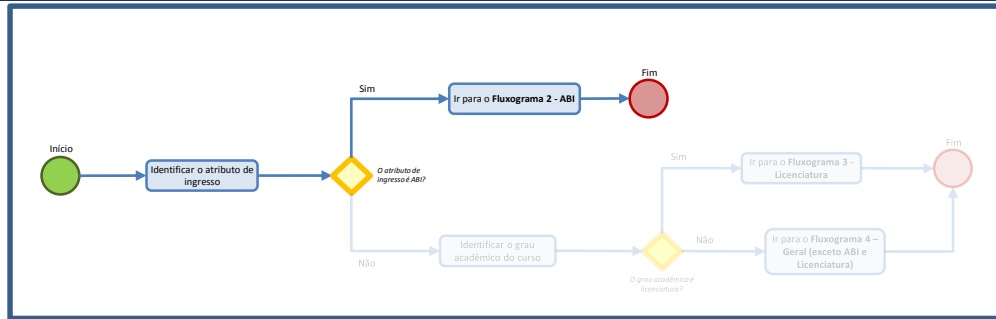 Fim
Sim
Ir para o Fluxograma 2 - ABI
Início
Identificar o atributo de
ingresso
O atributo de
ingresso é ABI?
Fim
Sim
Ir para o Fluxograma 3 -
Licenciatura
Não
Identificar o grau
acadêmico do curso
Não
Ir para o Fluxograma 4 –
Geral (exceto ABI e
Licenciatura)
O grau acadêmico é
licenciatura?